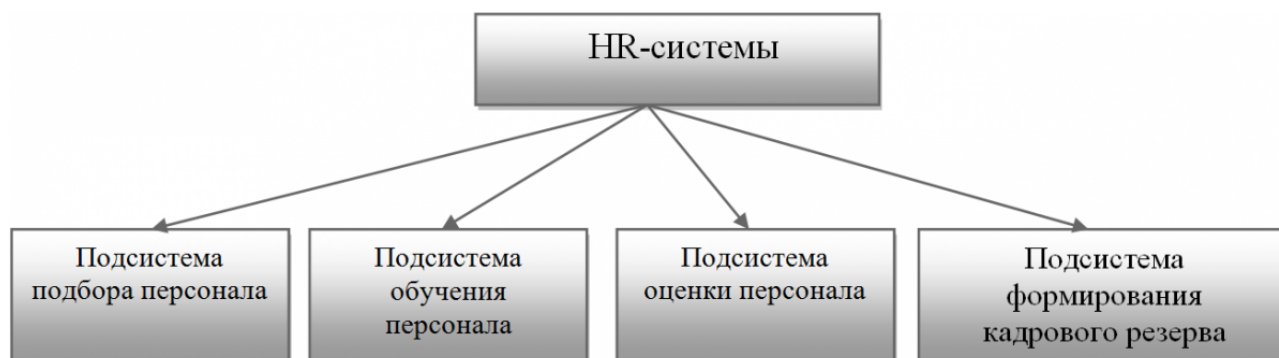 HR-системы
Подсистема
подбора персонала
Подсистема
обучения
персонала
Подсистема
оценки персонала
Подсистема
формирования
кадрового резерва